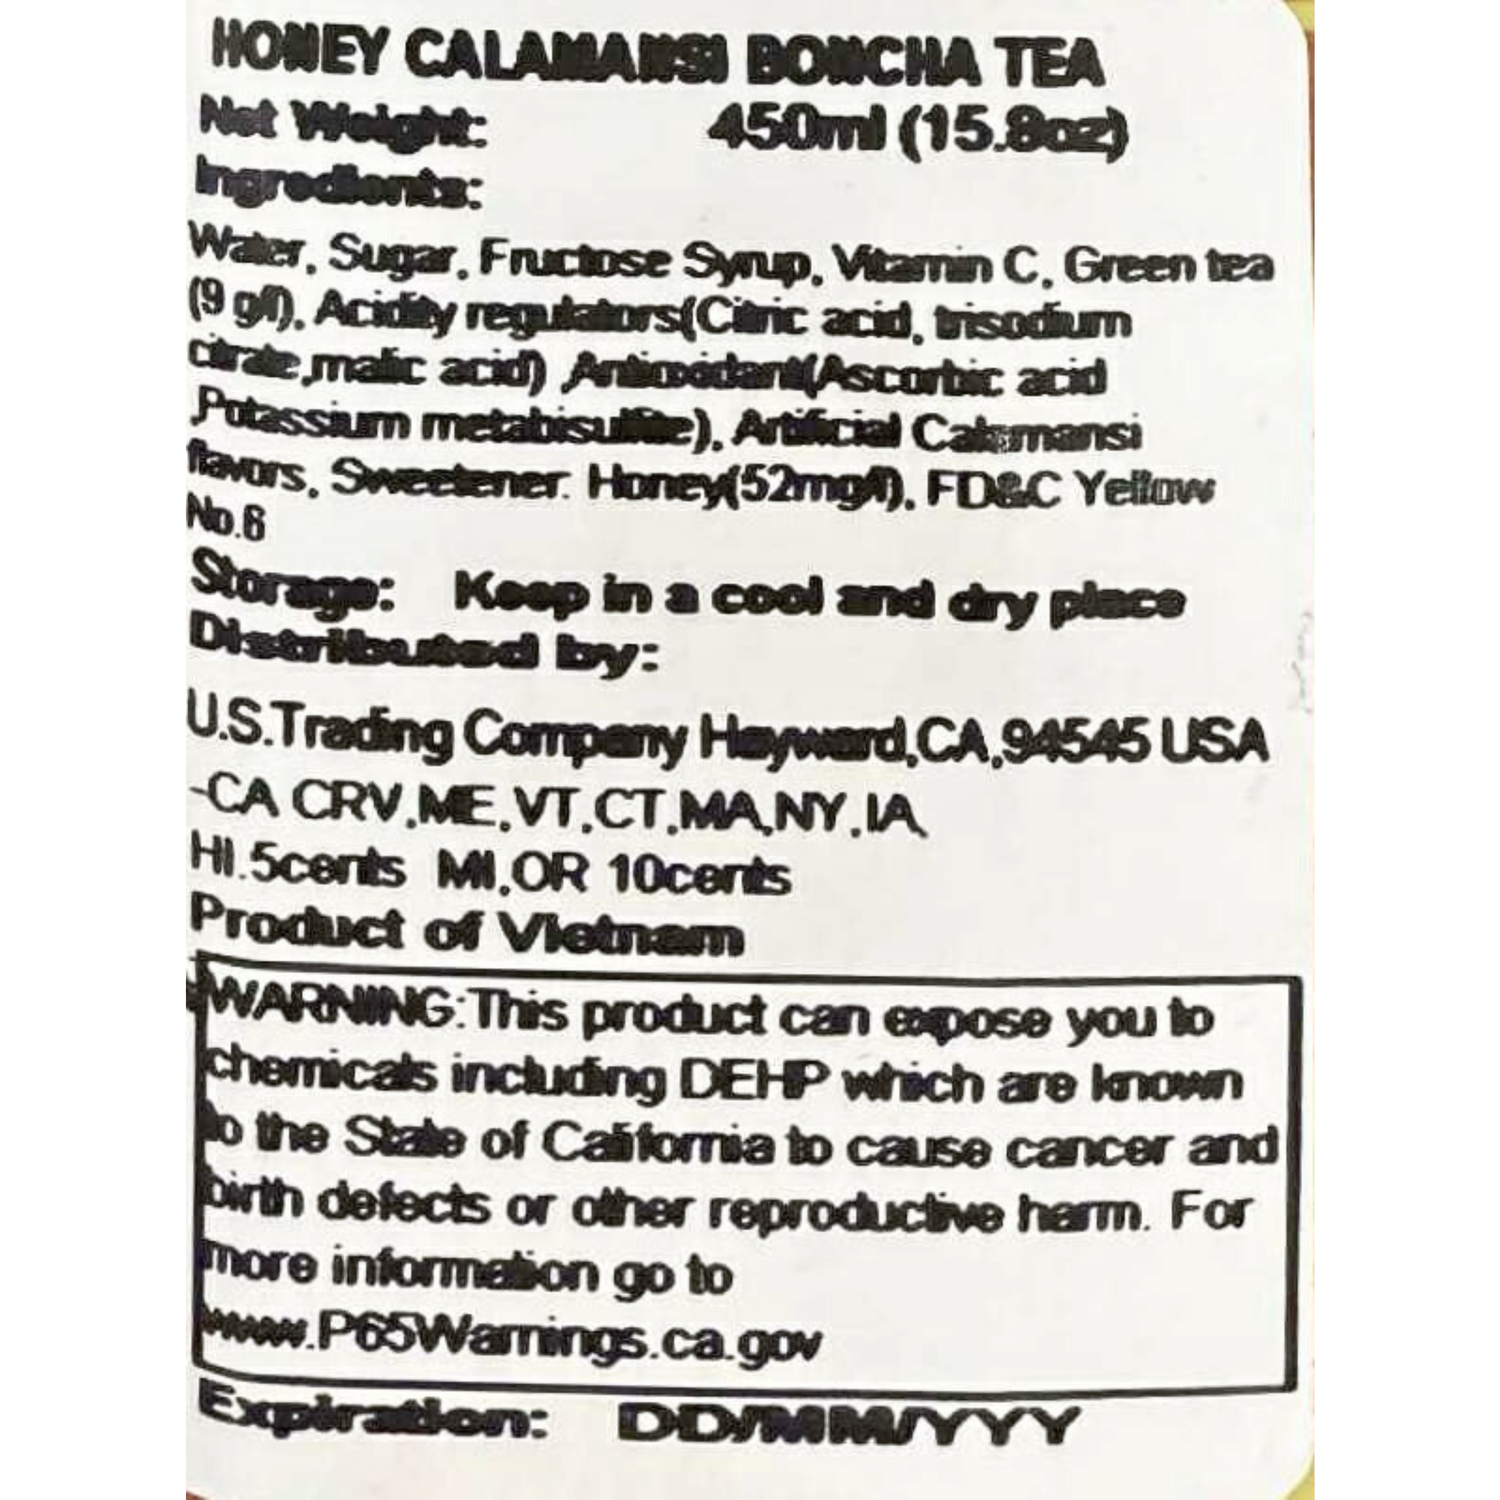 HONEY CALAMANSI BONCHA TEA
Net Weight: 450ml (15.8oz)
Ingredients:
Water, Sugar, Fructose Syrup, Vitamin C, Green tea
(9 g/l), Acidity regulators(Citric acid, trisodium
citrate,malic acid) ,Antioxidant(Ascorbic acid
,Potassium metabisulfite), Artificial Calamansi
flavors, Sweetener: Honey(52mg/l), FD&C Yellow
No.6
Storage: Keep in a cool and dry place
Distributed by:
U.S.Trading Company Hayward,CA,94545 USA
-CA CRV,ME,VT,CT,MA,NY,IA,
HI.5cents MI,OR 10cents
Product of Vietnam
WARNING:This product can expose you to
chemicals including DEHP which are known
to the State of California to cause cancer and
birth defects or other reproductive harm. For
more information go to
www.P65Warnings.ca.gov
Expiration: DD/MM/YYY